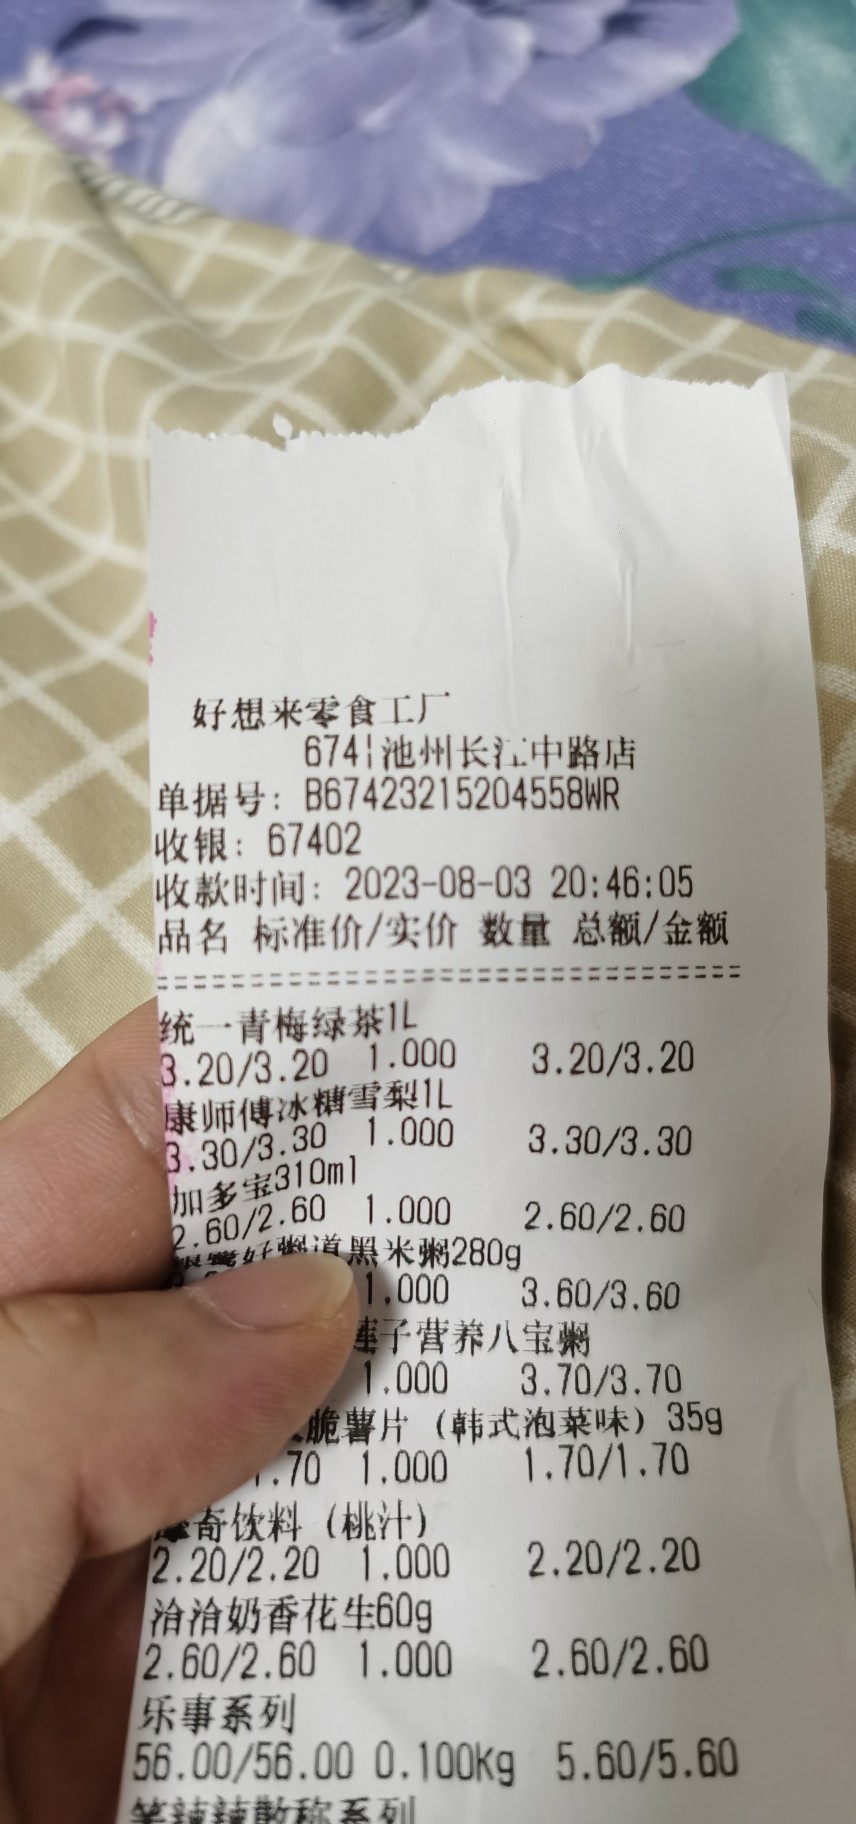 好想来零食工厂
674|池州长江中路店
单据号: B674232152045​58WR
收银: 67402
收款时间: 2023-08-03 20:46:05
品名 标准价/实价 数量 总额/金额
================================
统一青梅绿茶1L
3.20/3.20 1.000 3.20/3.20
康师傅冰糖雪梨1L
3.30/3.30 1.000 3.30/3.30
加多宝310ml
2.60/2.60 1.000 2.60/2.60
好粥道黑米粥280g
1.000 3.60/3.60
莲子营养八宝粥
1.000 3.70/3.70
脆薯片（韩式泡菜味）35g
1.70 1.000 1.70/1.70
奇饮料（桃汁）
2.20/2.20 1.000 2.20/2.20
洽洽奶香花生60g
2.60/2.60 1.000 2.60/2.60
乐事系列
56.00/56.00 0.100Kg 5.60/5.60
辣辣散称系列